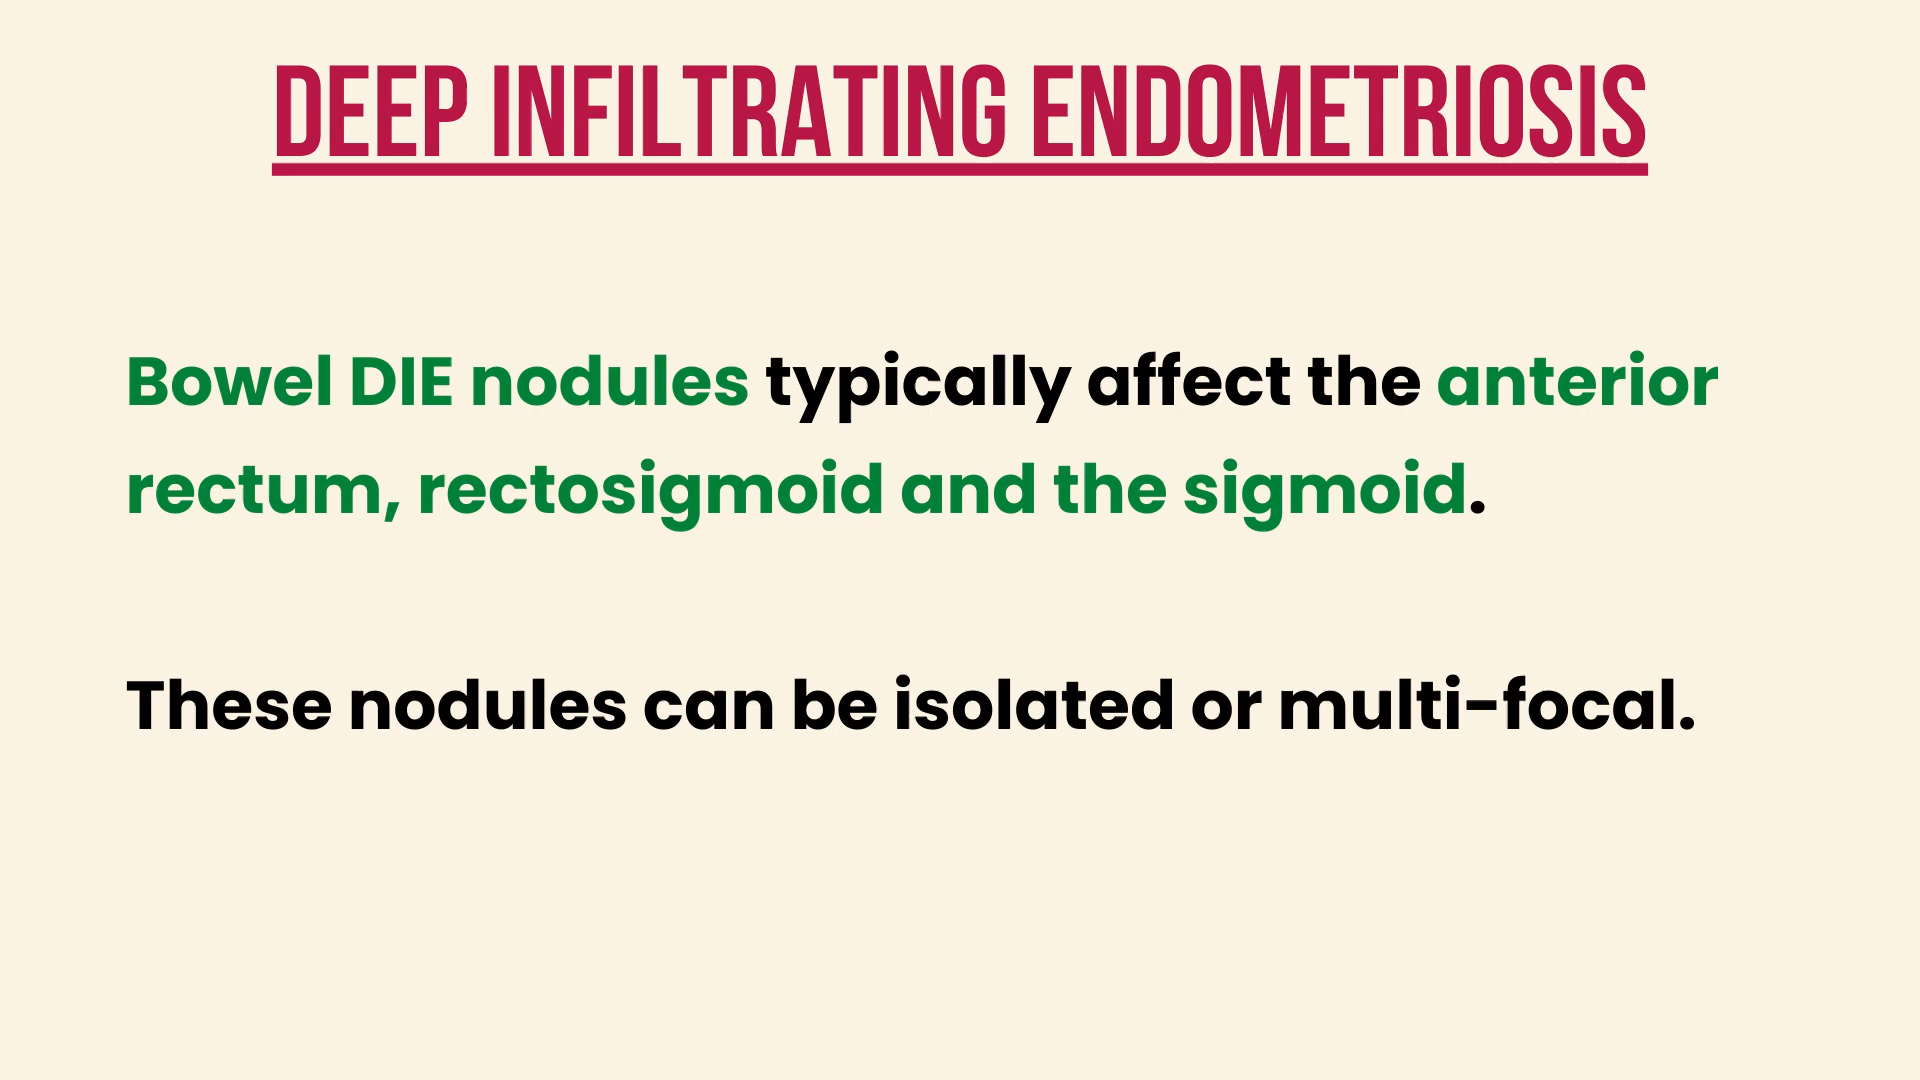 DEEP INFILTRATING ENDOMETRIOSIS
Bowel DIE nodules typically affect the anterior
rectum, rectosigmoid and the sigmoid.
These nodules can be isolated or multi-focal.